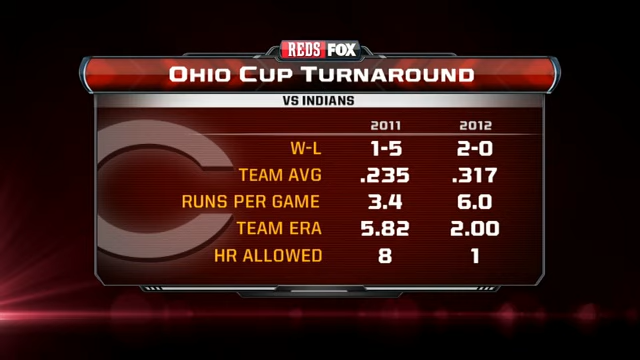 REDS FOX
OHIO CUP TURNAROUND
VS INDIANS
2011 2012
W-L 1-5 2-0
TEAM AVG .235 .317
RUNS PER GAME 3.4 6.0
TEAM ERA 5.82 2.00
HR ALLOWED 8 1